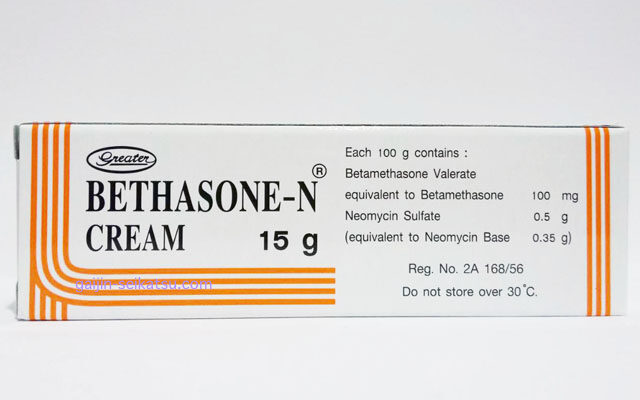 Greater
BETHASONE-N®
CREAM 15 g
Each 100 g contains :
Betamethasone Valerate
equivalent to Betamethasone 100 mg
Neomycin Sulfate 0.5 g
(equivalent to Neomycin Base 0.35 g)
Reg. No. 2A 168/56
Do not store over 30°C.
gaijin-seikatsu.com